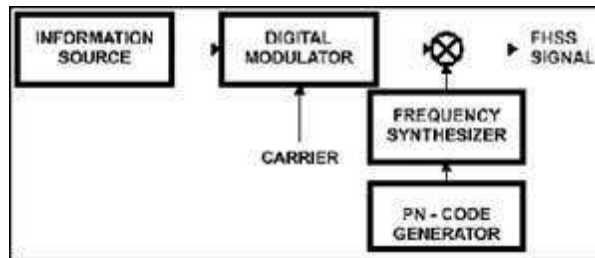 INFORMATION
SOURCE
DIGITAL
MODULATOR
FHSS
SIGNAL
FREQUENCY
SYNTHESIZER
CARRIER
PN - CODE
GENERATOR